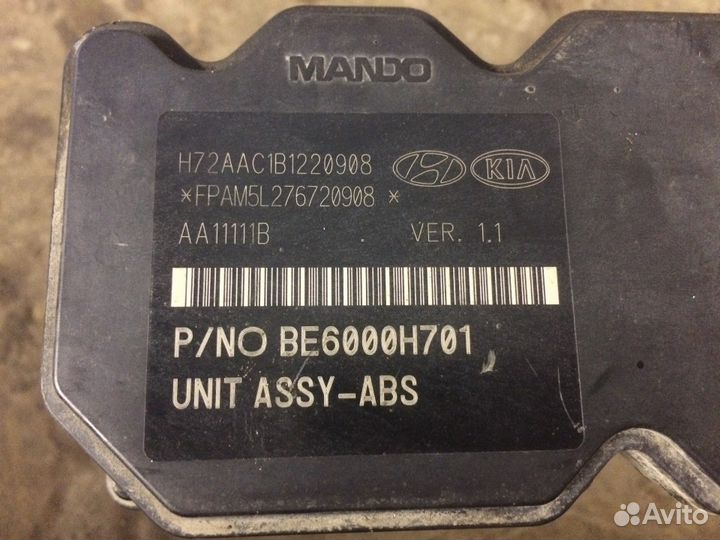 MANDO
H72AAC1B1220908
KIA
*FPAM5L276720908 *
AA11111B . VER. 1.1
P/NO BE6000H701
UNIT ASSY-ABS
Avito